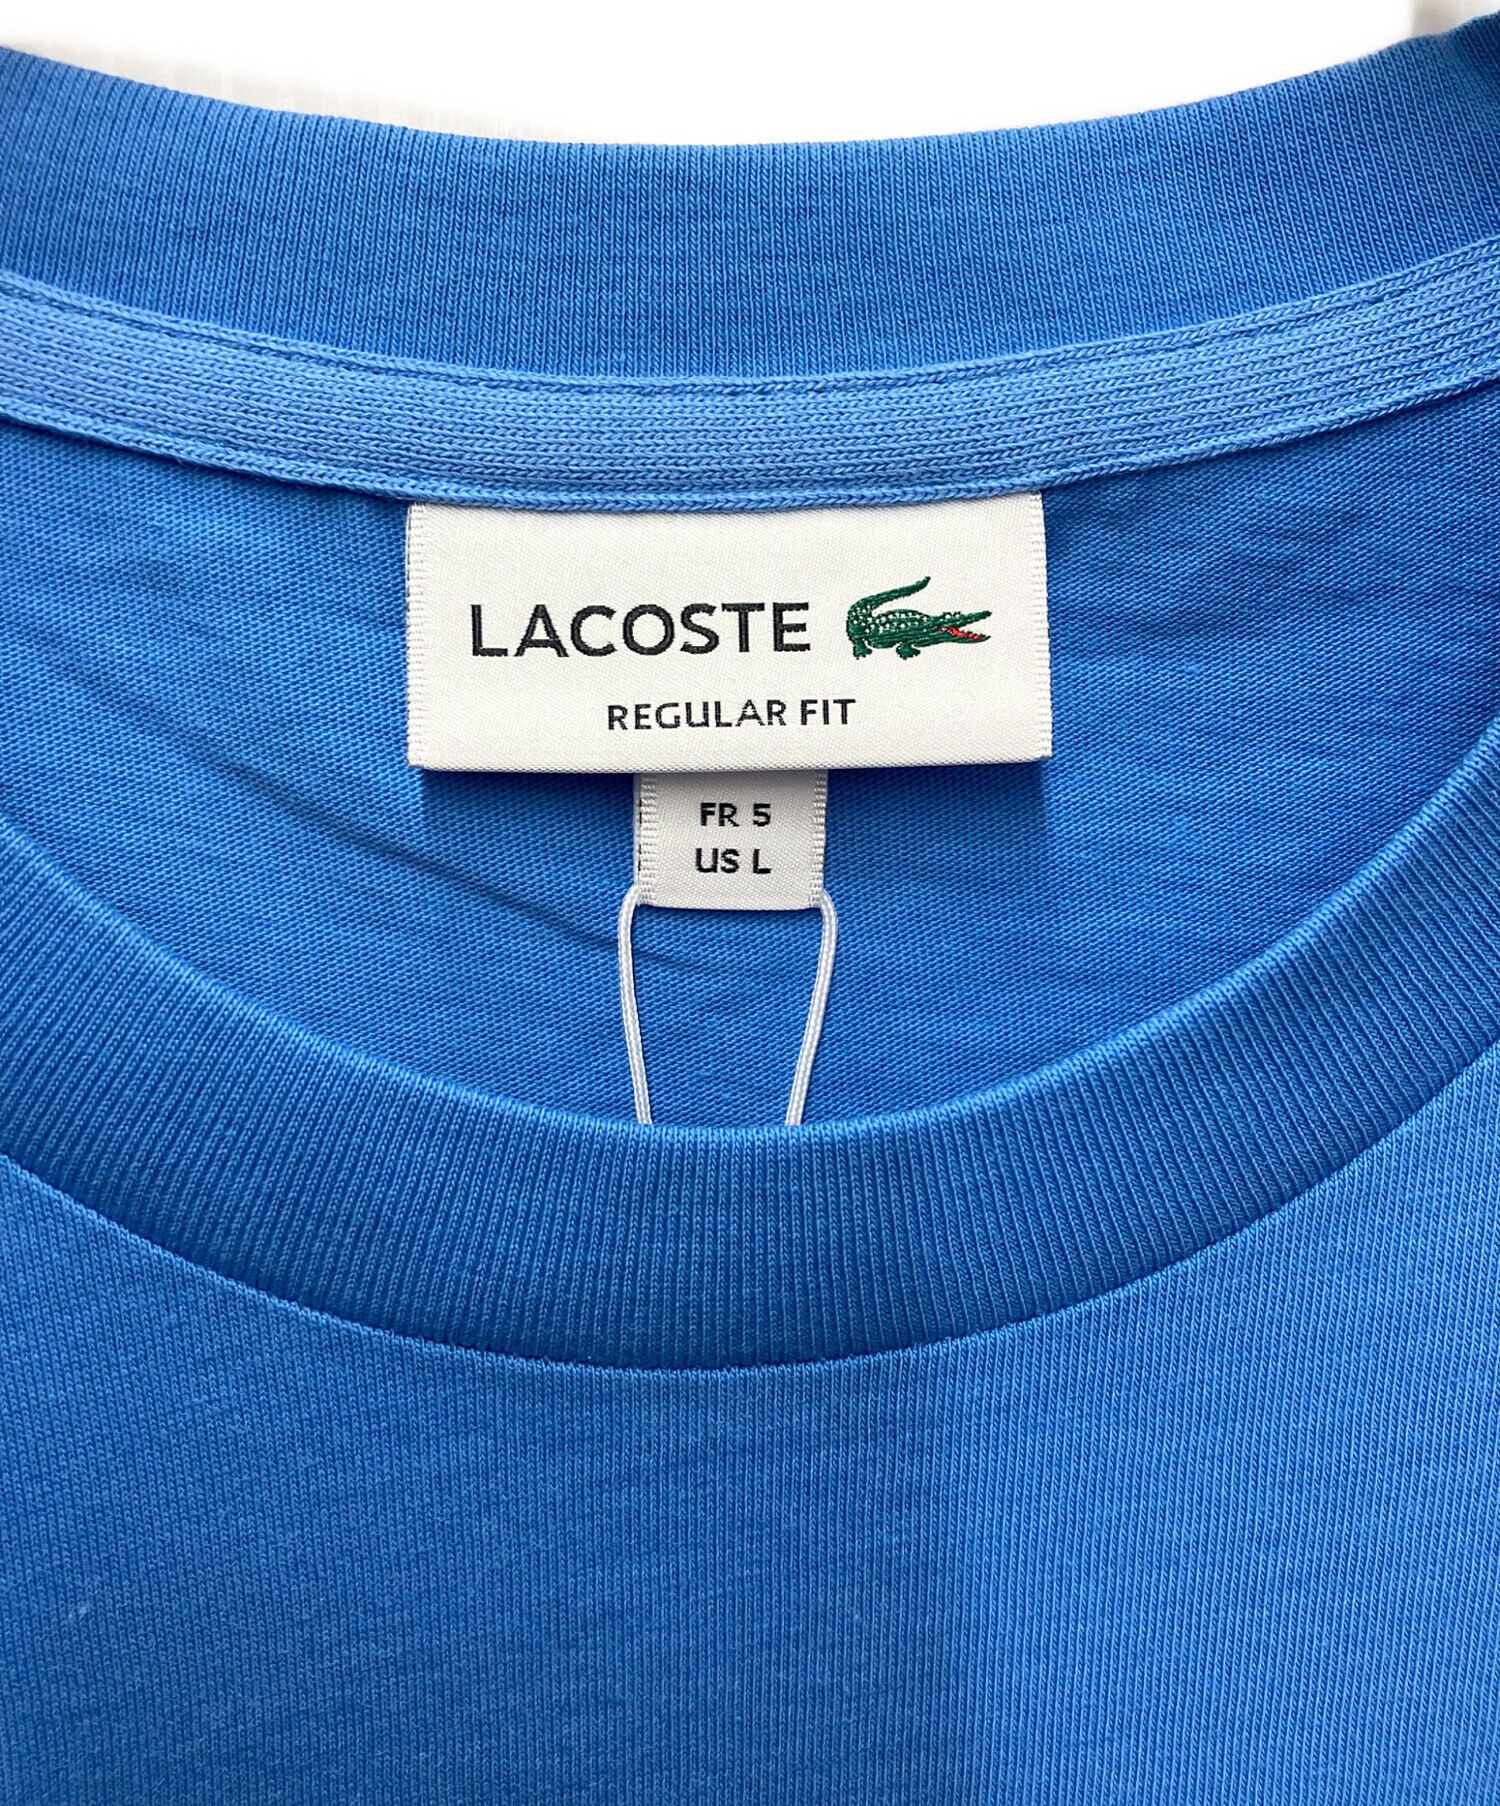 LACOSTE
REGULAR FIT
FR 5
US L